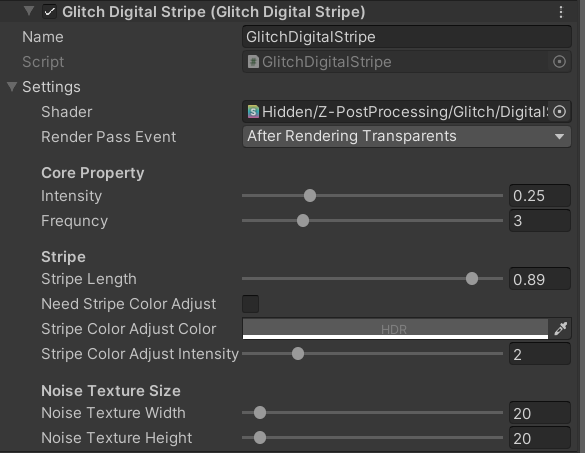 Glitch Digital Stripe (Glitch Digital Stripe)
Name GlitchDigitalStripe
Script GlitchDigitalStripe
Settings
Shader Hidden/Z-PostProcessing/Glitch/Digital
Render Pass Event After Rendering Transparents
Core Property
Intensity 0.25
Frequncy 3
Stripe
Stripe Length 0.89
Need Stripe Color Adjust
Stripe Color Adjust Color HDR
Stripe Color Adjust Intensity 2
Noise Texture Size
Noise Texture Width 20
Noise Texture Height 20